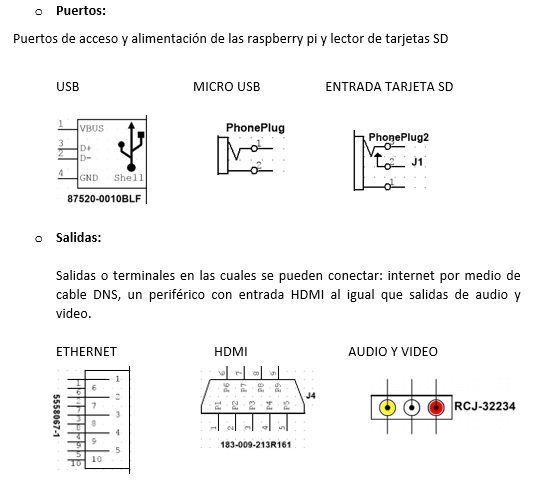 o Puertos:
Puertos de acceso y alimentación de las raspberry pi y lector de tarjetas SD
USB MICRO USB ENTRADA TARJETA SD
1 VBUS
3 D+
2 D-
4 GND Shell
87520-0010BLF
PhonePlug
1
2
PhonePlug2
J1
1
o Salidas:
Salidas o terminales en las cuales se pueden conectar: internet por medio de
cable DNS, un periférico con entrada HDMI al igual que salidas de audio y
video.
ETHERNET HDMI AUDIO Y VIDEO
5558067-1
6 7 8 9 10
1 2 3 4 5
6 7 8 9
P6 P7 P8 P9
P1 P2 P3 P4 P5
1 2 3 4 5
J4
183-009-213R161
RCJ-32234